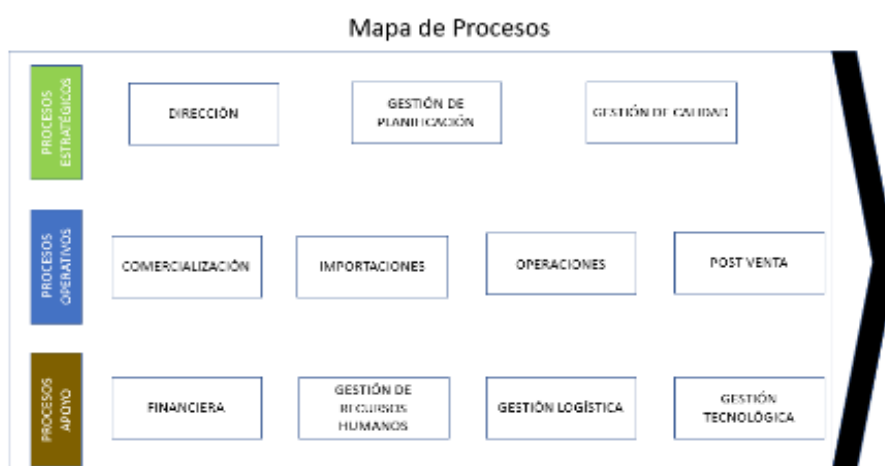 Mapa de Procesos
PROCESOS
ESTRATÉGICOS
DIRECCIÓN
GESTIÓN DE
PLANIFICACIÓN
GESTIÓN DE CALIDAD
PROCESOS
OPERATIVOS
COMERCIALIZACIÓN
IMPORTACIONES
OPERACIONES
POST VENTA
PROCESOS
APOYO
FINANCIERA
GESTIÓN DE
RECURSOS
HUMANOS
GESTIÓN LOGÍSTICA
GESTIÓN
TECNOLÓGICA